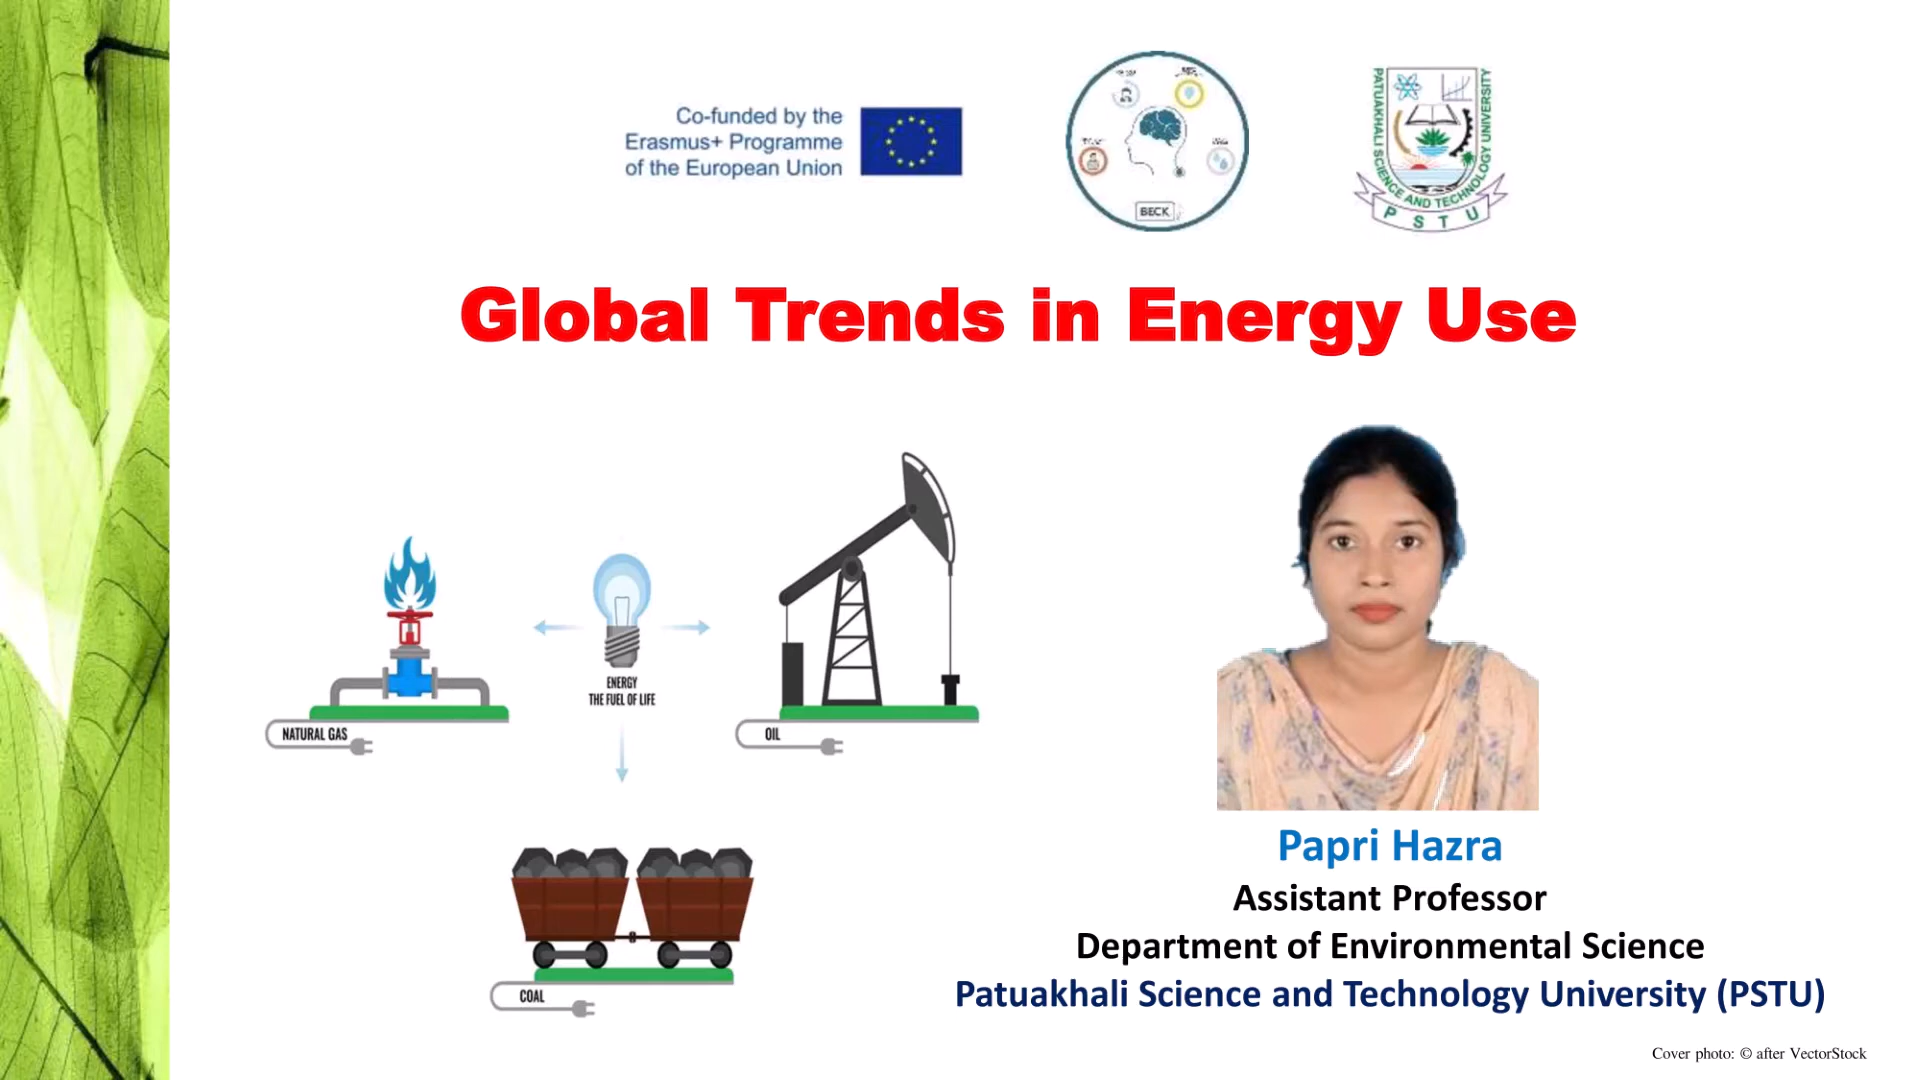 Co-funded by the
Erasmus+ Programme
of the European Union
BECK
PATUAKHALI SCIENCE AND TECHNOLOGY UNIVERSITY
P S T U
Global Trends in Energy Use
ENERGY
THE FUEL OF LIFE
NATURAL GAS
OIL
COAL
Papri Hazra
Assistant Professor
Department of Environmental Science
Patuakhali Science and Technology University (PSTU)
Cover photo: © after VectorStock